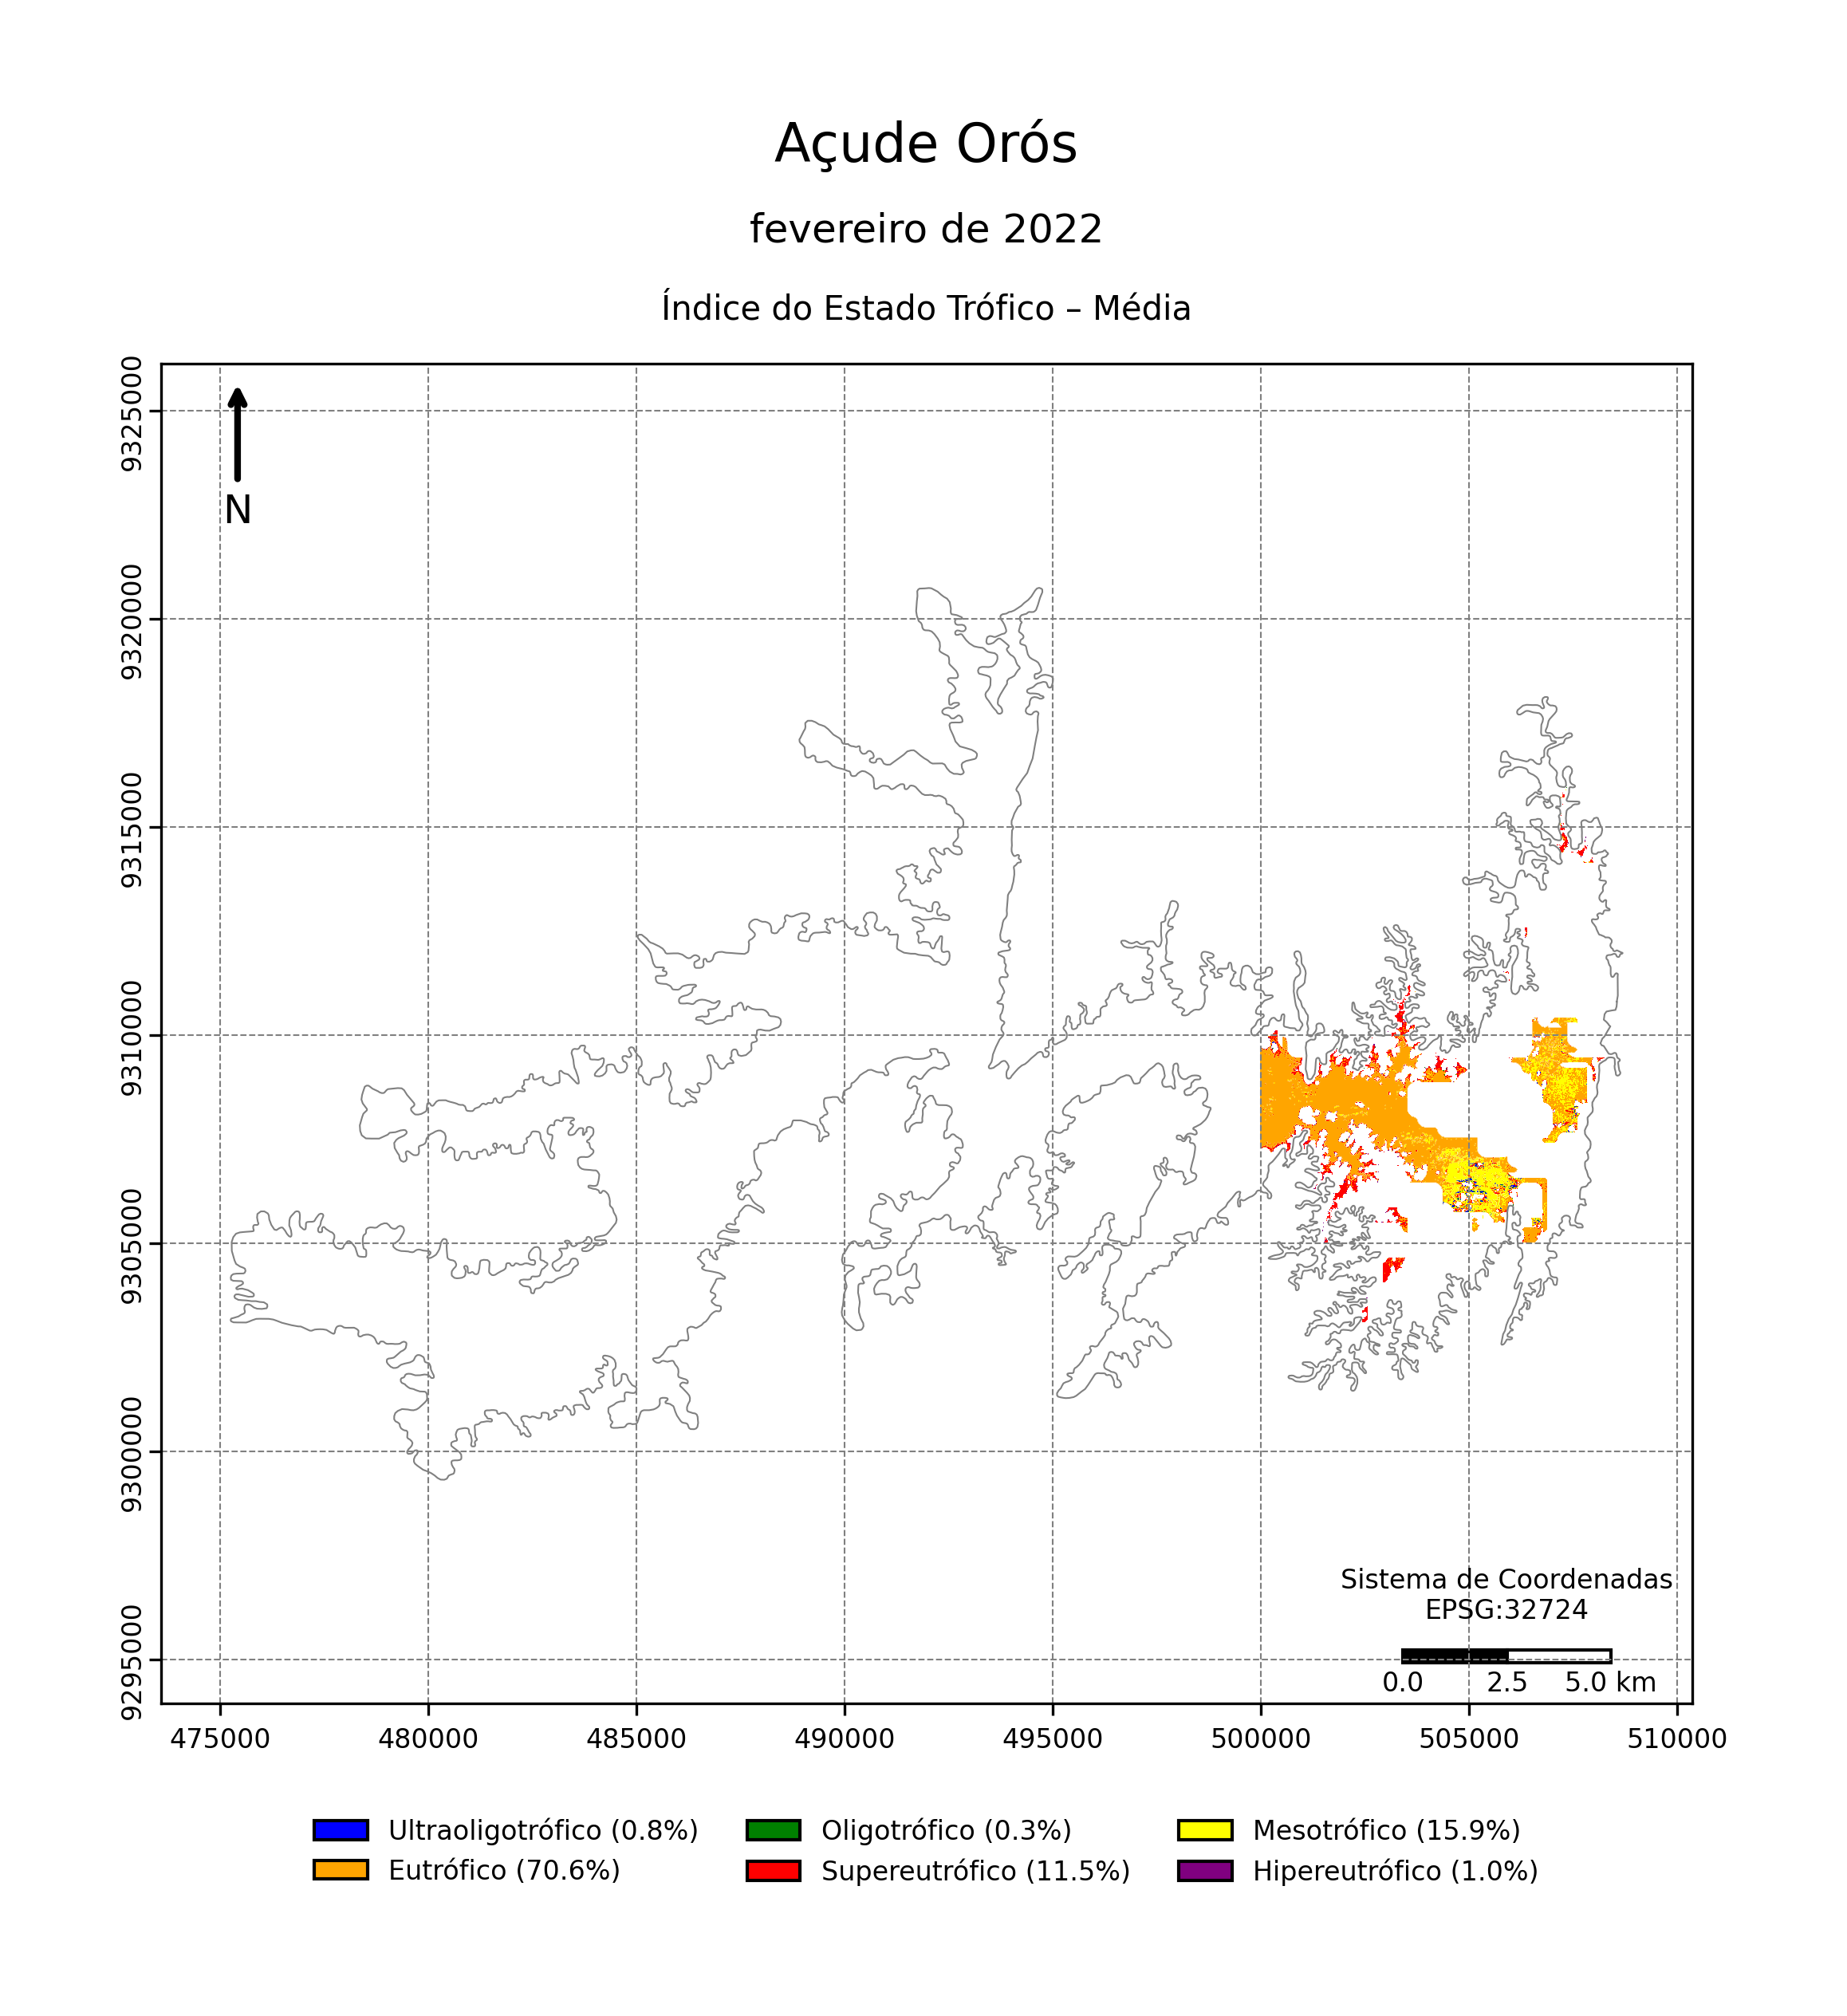 Açude Orós
fevereiro de 2022
Índice do Estado Trófico – Média
9325000
9320000
9315000
9310000
9305000
9300000
9295000
N
Sistema de Coordenadas
EPSG:32724
0.0 2.5 5.0 km
475000 480000 485000 490000 495000 500000 505000 510000
Ultraoligotrófico (0.8%) Oligotrófico (0.3%) Mesotrófico (15.9%)
Eutrófico (70.6%) Supereutrófico (11.5%) Hipereutrófico (1.0%)